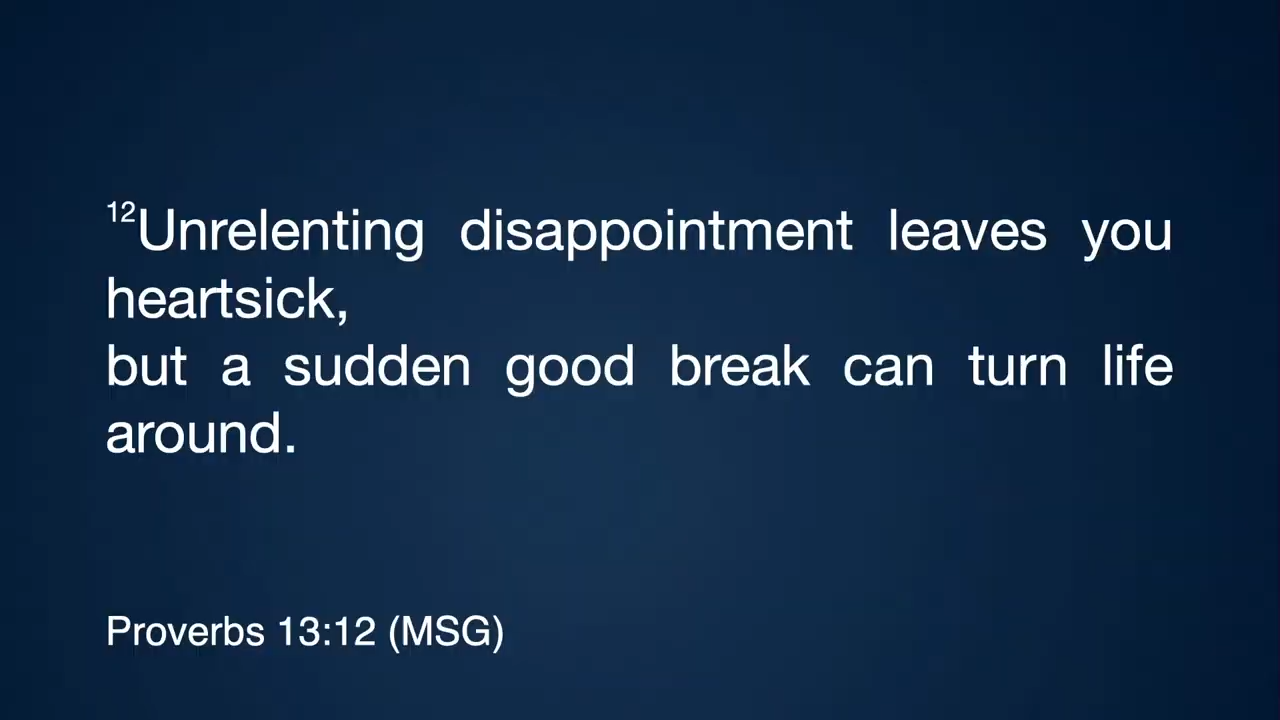 12Unrelenting disappointment leaves you
heartsick,
but a sudden good break can turn life
around.
Proverbs 13:12 (MSG)